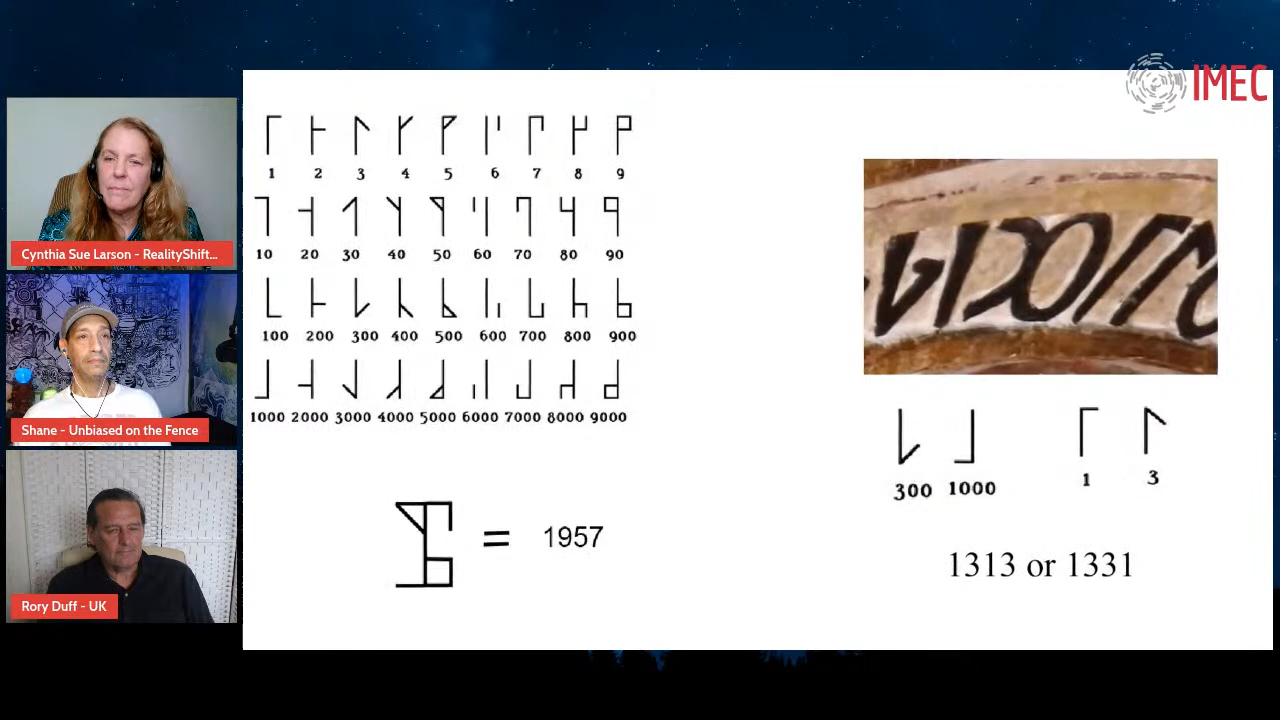 IMEC
1 2 3 4 5 6 7 8 9
10 20 30 40 50 60 70 80 90
100 200 300 400 500 600 700 800 900
1000 2000 3000 4000 5000 6000 7000 8000 9000
= 1957
300 1000 1 3
1313 or 1331
Cynthia Sue Larson - RealityShift...
Shane - Unbiased on the Fence
Rory Duff - UK